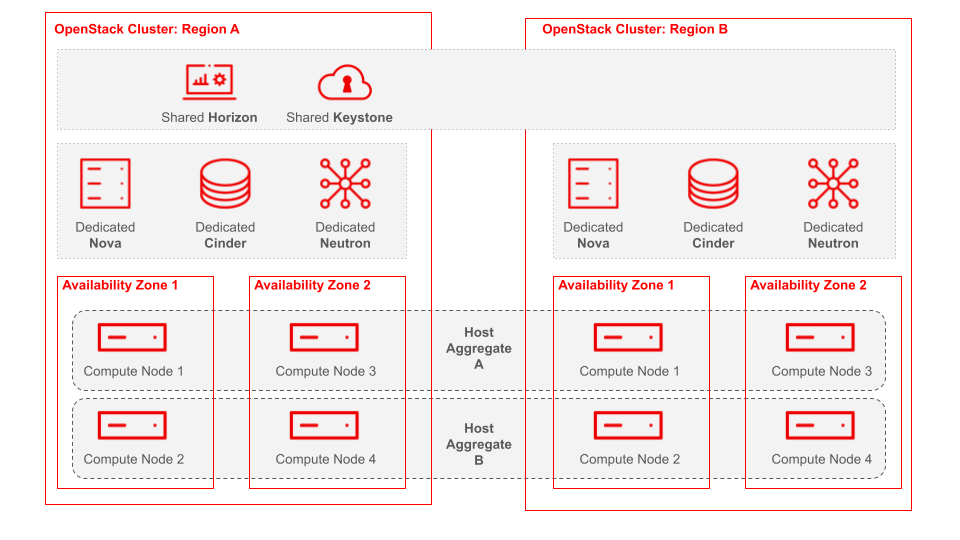 OpenStack Cluster: Region A
OpenStack Cluster: Region B
Shared Horizon
Shared Keystone
Dedicated
Nova
Dedicated
Cinder
Dedicated
Neutron
Dedicated
Nova
Dedicated
Cinder
Dedicated
Neutron
Availability Zone 1
Availability Zone 2
Availability Zone 1
Availability Zone 2
Compute Node 1
Compute Node 3
Host
Aggregate
A
Compute Node 1
Compute Node 3
Compute Node 2
Compute Node 4
Host
Aggregate
B
Compute Node 2
Compute Node 4